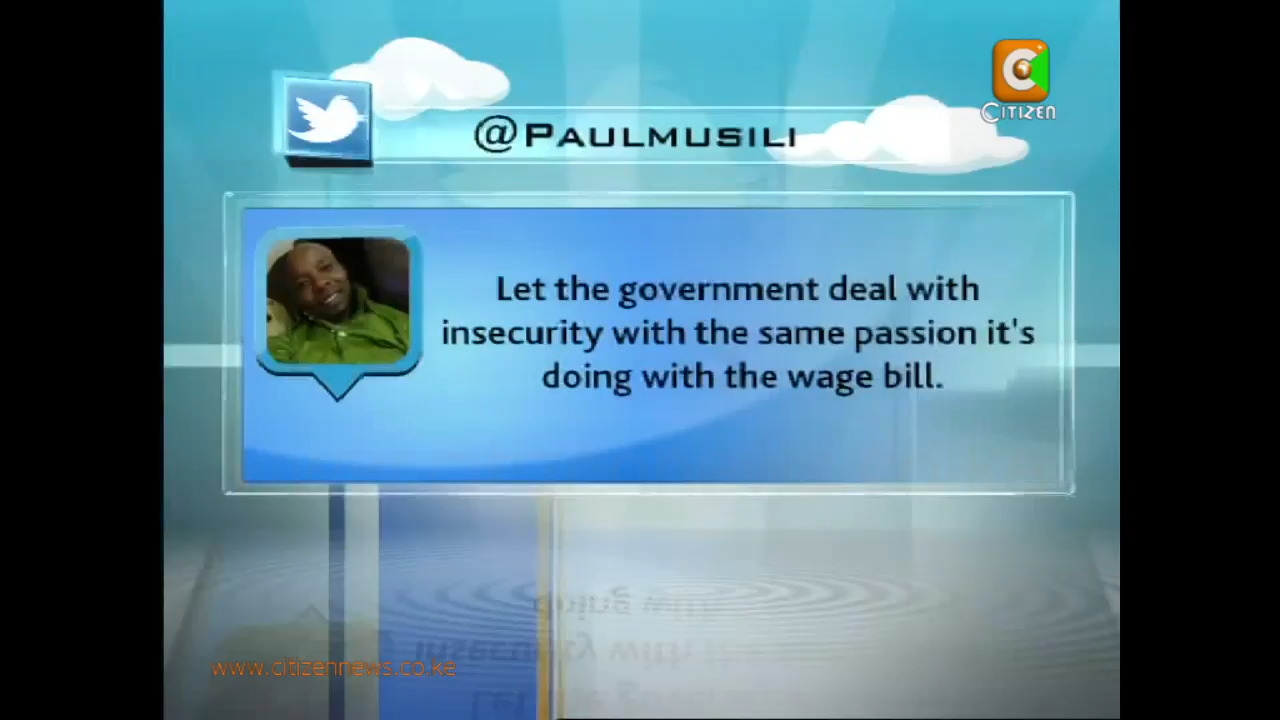 CITIZEN
@PAULMUSILI
Let the government deal with
insecurity with the same passion it's
doing with the wage bill.
www.citizennews.co.ke